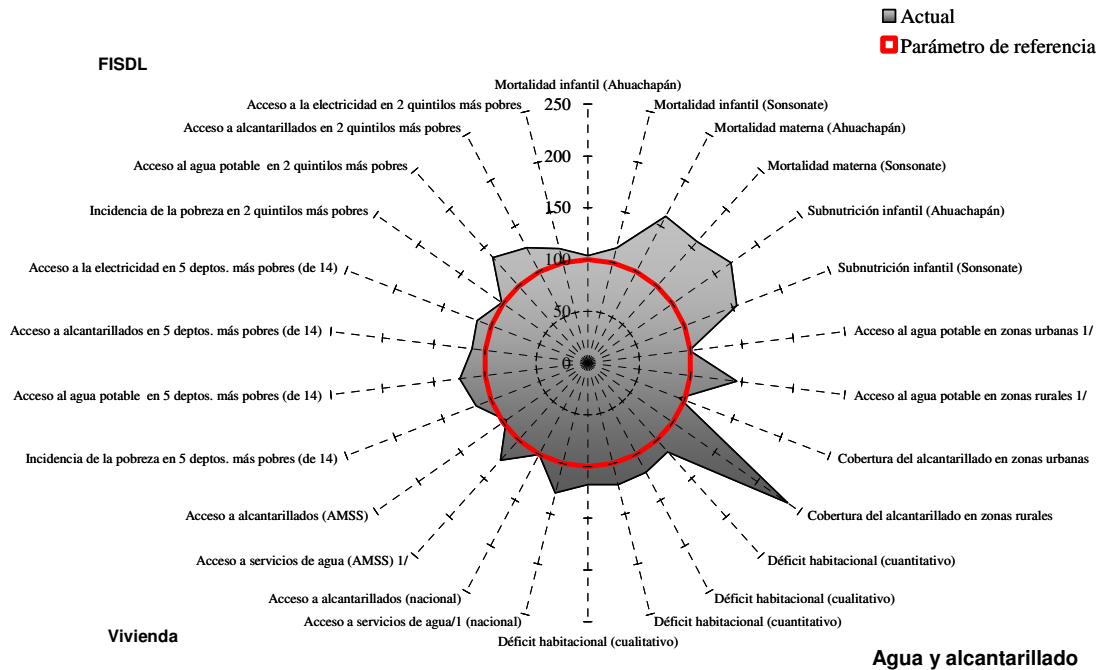 Actual
Parámetro de referencia
FISDL
Mortalidad infantil (Ahuachapán)
Acceso a la electricidad en 2 quintilos más pobres
250
Mortalidad infantil (Sonsonate)
Acceso a alcantarillados en 2 quintilos más pobres
Mortalidad materna (Ahuachapán)
200
Acceso al agua potable en 2 quintilos más pobres
Mortalidad materna (Sonsonate)
150
Incidencia de la pobreza en 2 quintilos más pobres
Subnutrición infantil (Ahuachapán)
100
Acceso a la electricidad en 5 deptos. más pobres (de 14)
Subnutrición infantil (Sonsonate)
50
Acceso a alcantarillados en 5 deptos. más pobres (de 14)
Acceso al agua potable en zonas urbanas 1/
0
Acceso al agua potable en 5 deptos. más pobres (de 14)
Acceso al agua potable en zonas rurales 1/
Incidencia de la pobreza en 5 deptos. más pobres (de 14)
Cobertura del alcantarillado en zonas urbanas
Acceso a alcantarillados (AMSS)
Cobertura del alcantarillado en zonas rurales
Acceso a servicios de agua (AMSS) 1/
Déficit habitacional (cuantitativo)
Acceso a alcantarillados (nacional)
Déficit habitacional (cualitativo)
Acceso a servicios de agua/1 (nacional)
Déficit habitacional (cuantitativo)
Déficit habitacional (cualitativo)
Vivienda
Agua y alcantarillado